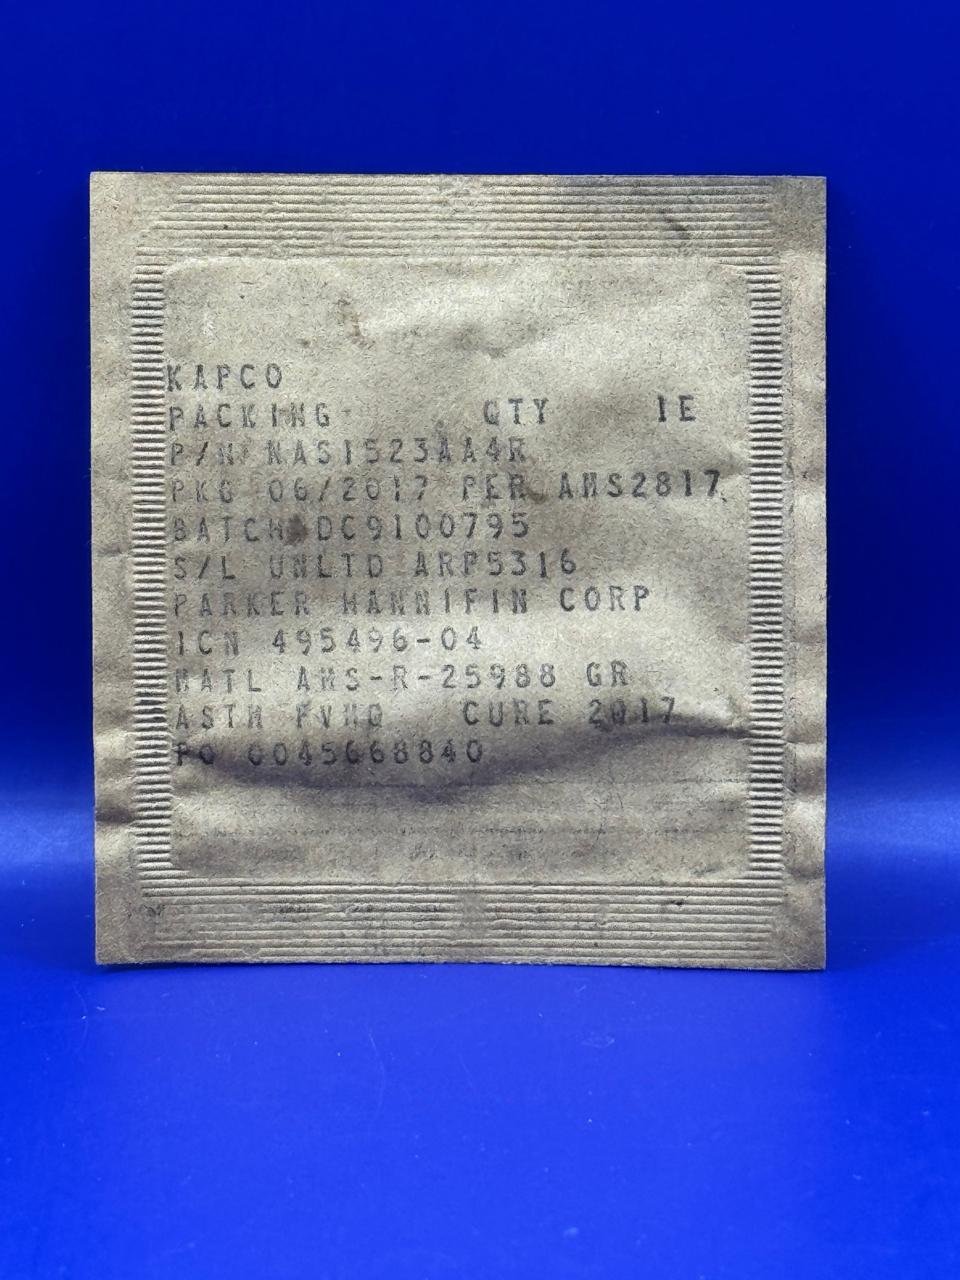 KAPCO
PACKING QTY 1E
P/N NAS1523AA4R
PKG 06/2017 PER AMS2817
BATCH DC9100795
S/L UNLTD ARP5316
PARKER HANNIFIN CORP
ICN 495496-04
MATL AMS-R-25988 GR
ASTM FVMQ CURE 2Q17
PO 0045668840